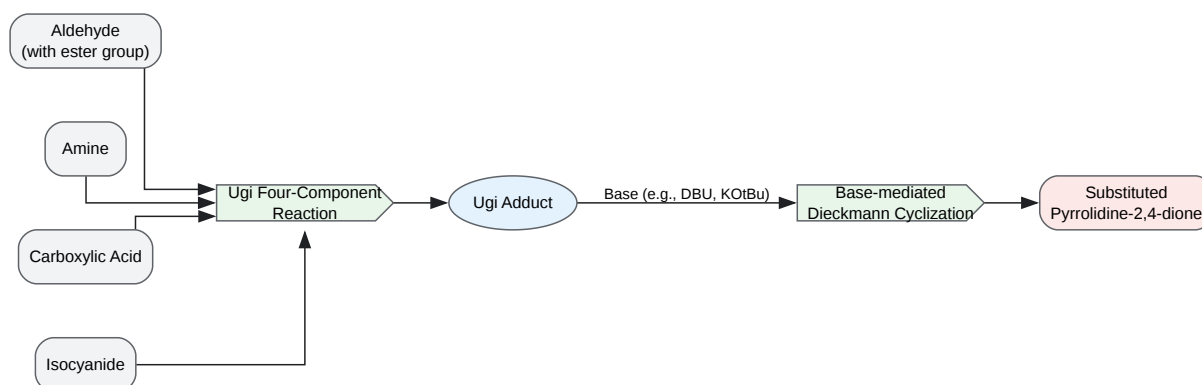 Aldehyde
(with ester group)
Amine
Carboxylic Acid
Isocyanide
Ugi Four-Component
Reaction
Ugi Adduct
Base (e.g., DBU, KOtBu)
Base-mediated
Dieckmann Cyclization
Substituted
Pyrrolidine-2,4-dione